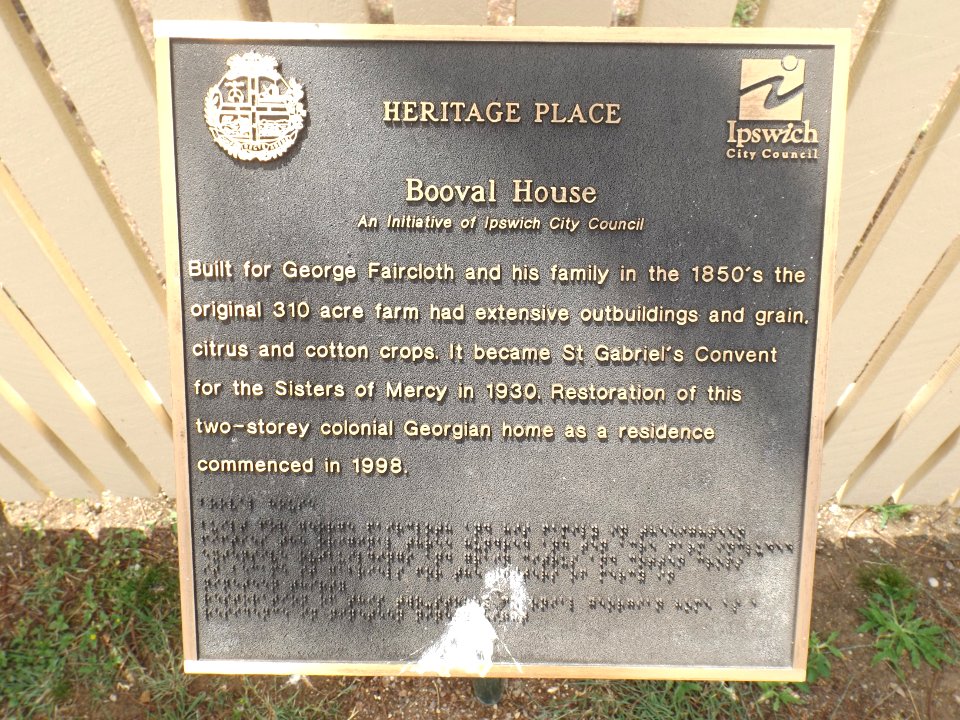 HERITAGE PLACE
Ipswich
City Council
Booval House
An Initiative of Ipswich City Council
Built for George Faircloth and his family in the 1850's the
original 310 acre farm had extensive outbuildings and grain,
citrus and cotton crops. It became St Gabriel's Convent
for the Sisters of Mercy in 1930. Restoration of this
two-storey colonial Georgian home as a residence
commenced in 1998.